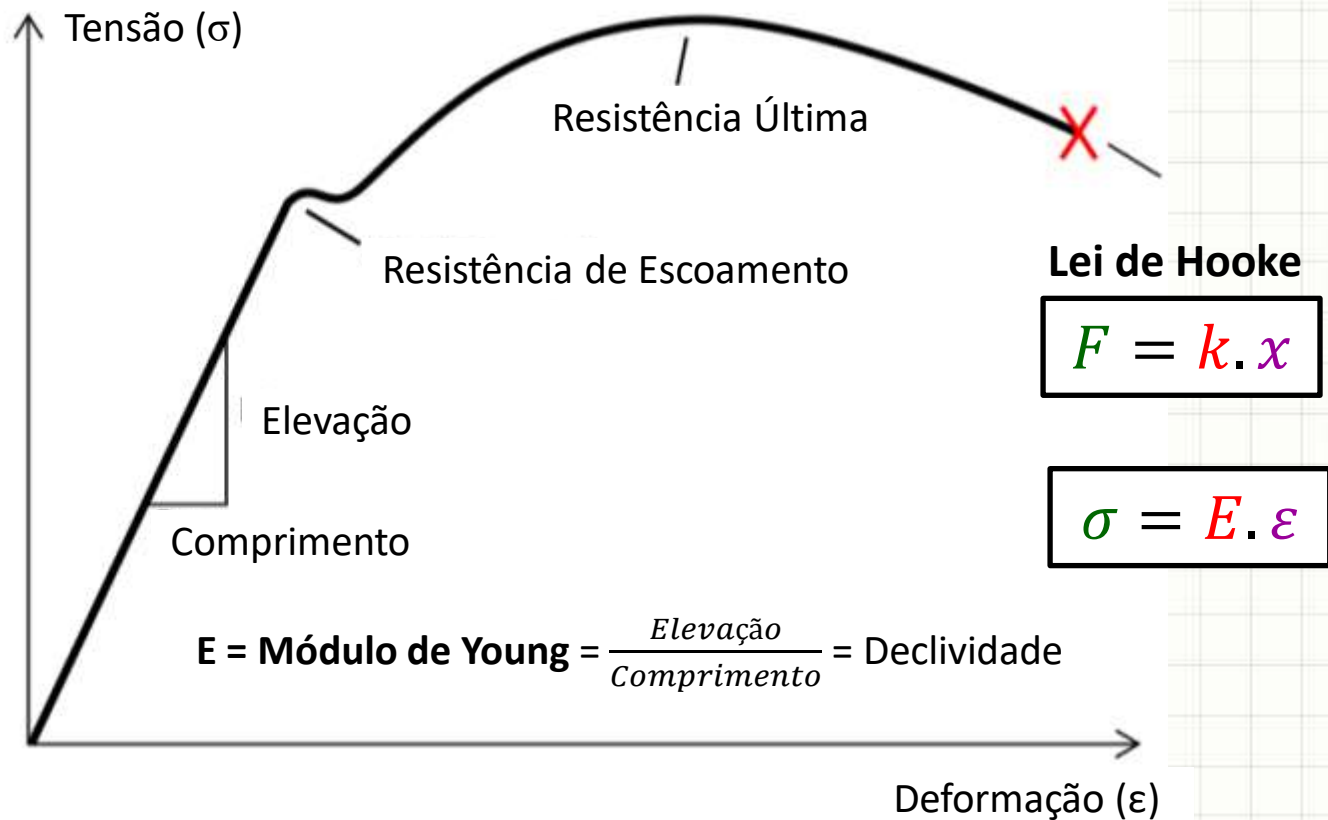 Tensão (σ)
Resistência Última
Resistência de Escoamento
Lei de Hooke
F = k. x
Elevação
σ = E. ε
Comprimento
E = Módulo de Young = Elevação/Comprimento = Declividade
Deformação (ε)